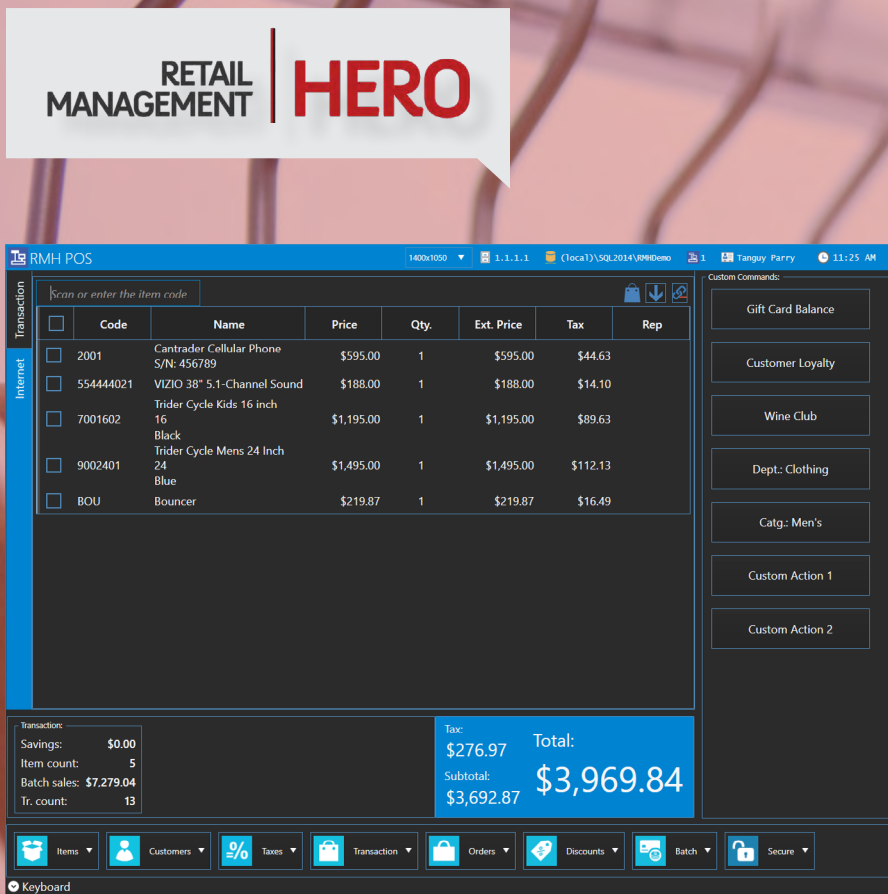 RETAIL
MANAGEMENT
HERO
RMH POS
1400x1050 1.1.1.1 (local)\SQL2014\RMHDemo 1 Tanguy Parry 11:25 AM
Transaction
Internet
Scan or enter the item code
Code Name Price Qty. Ext. Price Tax Rep
2001 Cantrader Cellular Phone $595.00 1 $595.00 $44.63
S/N: 456789
554444021 VIZIO 38" 5.1-Channel Sound $188.00 1 $188.00 $14.10
Trider Cycle Kids 16 inch
7001602 16 $1,195.00 1 $1,195.00 $89.63
Black
Trider Cycle Mens 24 Inch
9002401 24 $1,495.00 1 $1,495.00 $112.13
Blue
BOU Bouncer $219.87 1 $219.87 $16.49
Custom Commands:
Gift Card Balance
Customer Loyalty
Wine Club
Dept.: Clothing
Catg.: Men's
Custom Action 1
Custom Action 2
Transaction:
Savings: $0.00
Item count: 5
Batch sales: $7,279.04
Tr. count: 13
Tax:
$276.97
Subtotal:
$3,692.87
Total:
$3,969.84
Items Customers Taxes Transaction Orders Discounts Batch Secure
Keyboard